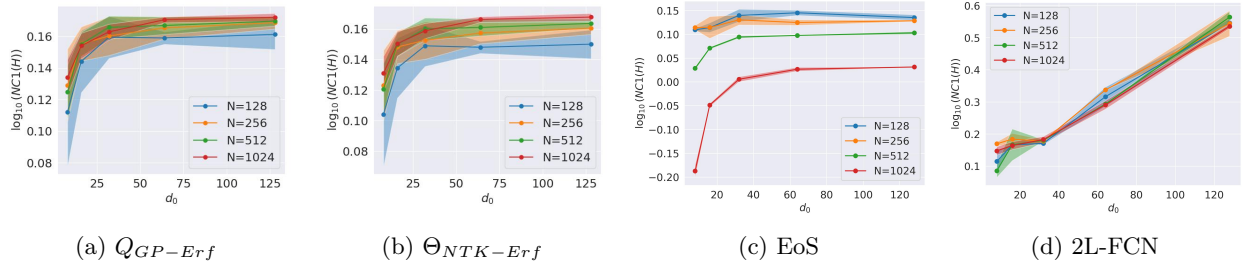 0.16
0.14
0.12
0.10
0.08
log₁₀(NC1(H))
25 50 75 100 125
d₀
N=128
N=256
N=512
N=1024
(a) Q_{GP−Erf}
0.16
0.14
0.12
0.10
0.08
log₁₀(NC1(H))
25 50 75 100 125
d₀
N=128
N=256
N=512
N=1024
(b) Θ_{NTK−Erf}
0.15
0.10
0.05
0.00
−0.05
−0.10
−0.15
−0.20
log₁₀(NC1(H))
20 40 60 80 100 120
d₀
N=128
N=256
N=512
N=1024
(c) EoS
0.6
0.5
0.4
0.3
0.2
0.1
log₁₀(NC1(H))
20 40 60 80 100 120
d₀
N=128
N=256
N=512
N=1024
(d) 2L-FCN